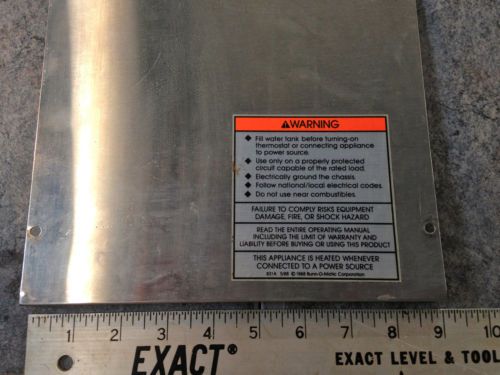 ⚠WARNING
◆ Fill water tank before turning-on
thermostat or connecting appliance
to power source.
◆ Use only on a properly protected
circuit capable of the rated load.
◆ Electrically ground the chassis.
◆ Follow national/local electrical codes.
◆ Do not use near combustibles.
FAILURE TO COMPLY RISKS EQUIPMENT
DAMAGE, FIRE, OR SHOCK HAZARD
READ THE ENTIRE OPERATING MANUAL
INCLUDING THE LIMIT OF WARRANTY AND
LIABILITY BEFORE BUYING OR USING THIS PRODUCT
THIS APPLIANCE IS HEATED WHENEVER
CONNECTED TO A POWER SOURCE
Bunn-O-Matic Corporation
1 2 3 4 5 6 7 8 9 10
EXACT® EXACT LEVEL & TOOL